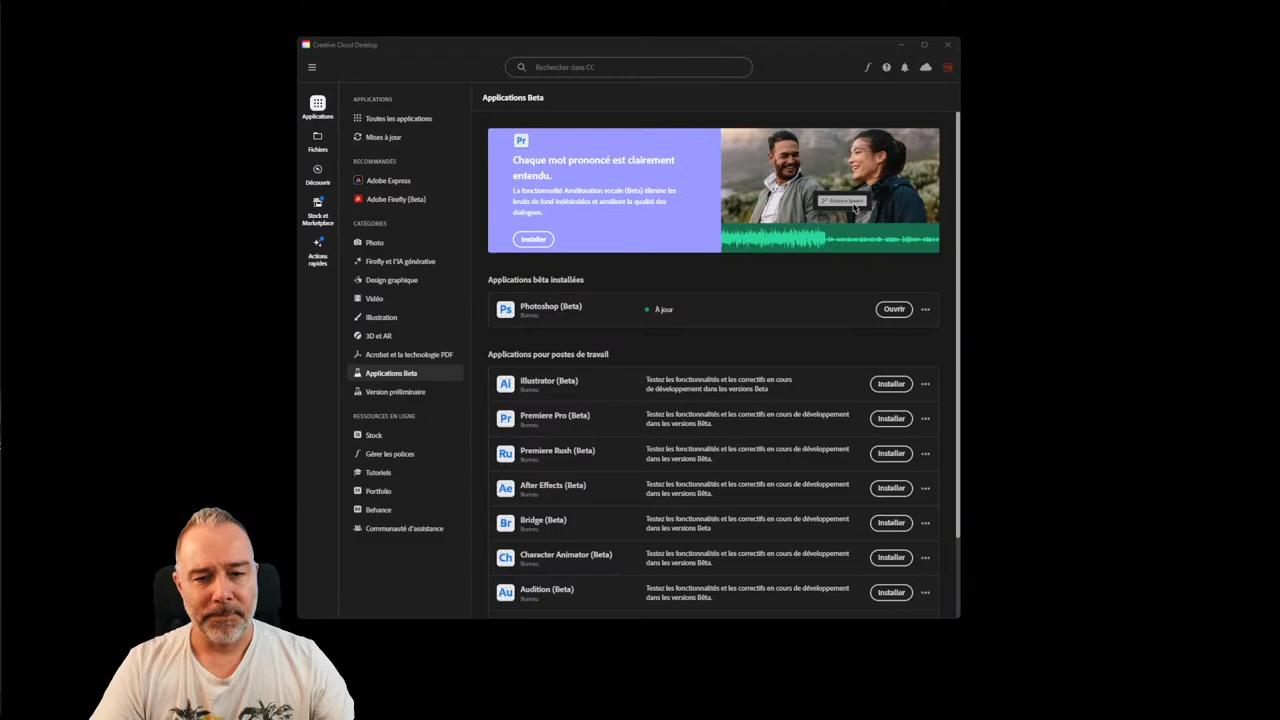 Creative Cloud Desktop
Rechercher dans CC
Applications
Fichiers
Découvrir
Stock et
Marketplace
Actions
rapides
APPLICATIONS
Toutes les applications
Mises à jour
RECOMMANDÉS
Adobe Express
Adobe Firefly (Beta)
CATÉGORIES
Photo
Firefly et l'IA générative
Design graphique
Vidéo
Illustration
3D et AR
Acrobat et la technologie PDF
Applications Beta
Version préliminaire
RESSOURCES EN LIGNE
Stock
Gérer les polices
Tutoriels
Portfolio
Behance
Communauté d'assistance
Applications Beta
Pr
Chaque mot prononcé est clairement
entendu.
La fonctionnalité Amélioration vocale (Beta) élimine les
bruits de fond indésirables et améliore la qualité des
dialogues.
Installer
Enhance Speech
Applications bêta installées
Ps Photoshop (Beta) À jour Ouvrir
Bureau
Applications pour postes de travail
Ai Illustrator (Beta) Testez les fonctionnalités et les correctifs en cours Installer
Bureau de développement dans les versions Beta
Pr Premiere Pro (Beta) Testez les fonctionnalités et les correctifs en cours de développement Installer
Bureau dans les versions Bêta.
Ru Premiere Rush (Beta) Testez les fonctionnalités et les correctifs en cours de développement Installer
Bureau dans les versions Bêta.
Ae After Effects (Beta) Testez les fonctionnalités et les correctifs en cours de développement Installer
Bureau dans les versions Bêta.
Br Bridge (Beta) Testez les fonctionnalités et les correctifs en cours de développement Installer
Bureau dans les versions Beta
Ch Character Animator (Beta) Testez les fonctionnalités et les correctifs en cours de développement Installer
Bureau dans les versions Bêta.
Au Audition (Beta) Testez les fonctionnalités et les correctifs en cours de développement Installer
Bureau dans les versions Bêta.